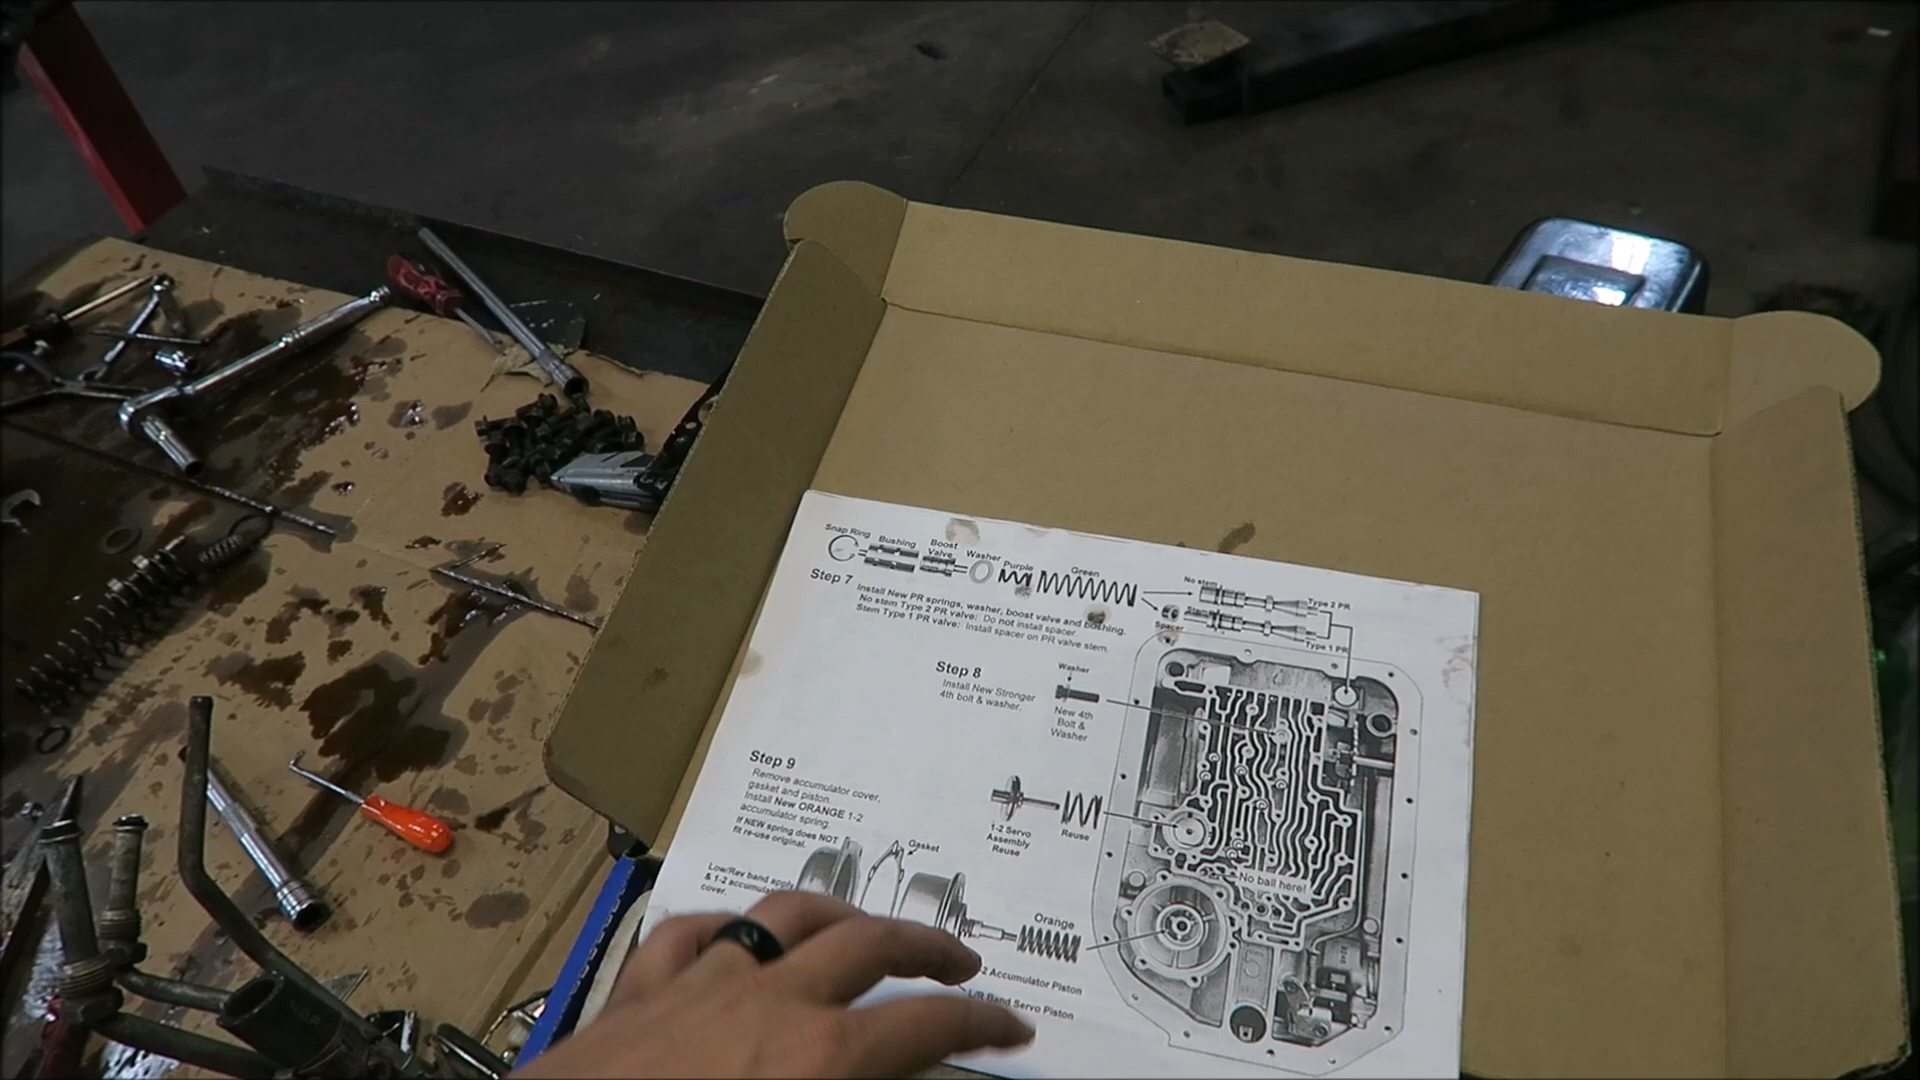 Snap Ring
Bushing
Boost
Valve
Washer
Purple
Green
No stem
Type 2 PR
Stem
Spacer
Type 1 PR
Step 7
Install New PR springs, washer, boost valve and bushing.
No stem Type 2 PR valve: Do not install spacer.
Stem Type 1 PR valve: Install spacer on PR valve stem.
Step 8
Install New Stronger
4th bolt & washer.
Washer
New 4th
Bolt &
Washer
Step 9
Remove accumulator cover,
gasket and piston.
Install New ORANGE 1-2
accumulator spring.
If NEW spring does NOT
fit re-use original.
1-2 Servo
Assembly
Reuse
Reuse
No ball here!
Gasket
Low/Rev band apply
& 1-2
cover.
Orange
-2 Accumulator Piston
L/R Band Servo Piston
5